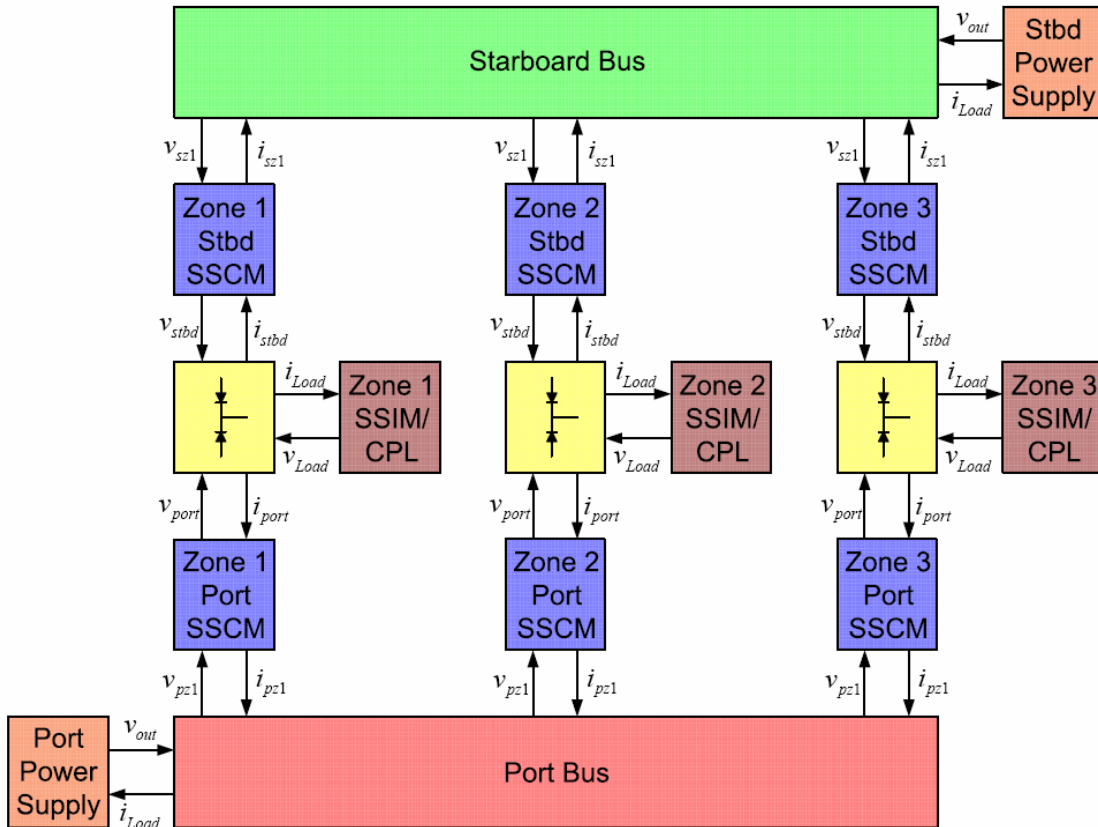 Starboard Bus
v_out
i_Load
Stbd
Power
Supply
v_sz1
i_sz1
v_sz1
i_sz1
v_sz1
i_sz1
Zone 1
Stbd
SSCM
Zone 2
Stbd
SSCM
Zone 3
Stbd
SSCM
v_stbd
i_stbd
v_stbd
i_stbd
v_stbd
i_stbd
i_Load
v_Load
Zone 1
SSIM/
CPL
i_Load
v_Load
Zone 2
SSIM/
CPL
i_Load
v_Load
Zone 3
SSIM/
CPL
v_port
i_port
v_port
i_port
v_port
i_port
Zone 1
Port
SSCM
Zone 2
Port
SSCM
Zone 3
Port
SSCM
v_pz1
i_pz1
v_pz1
i_pz1
v_pz1
i_pz1
Port
Power
Supply
v_out
i_Load
Port Bus